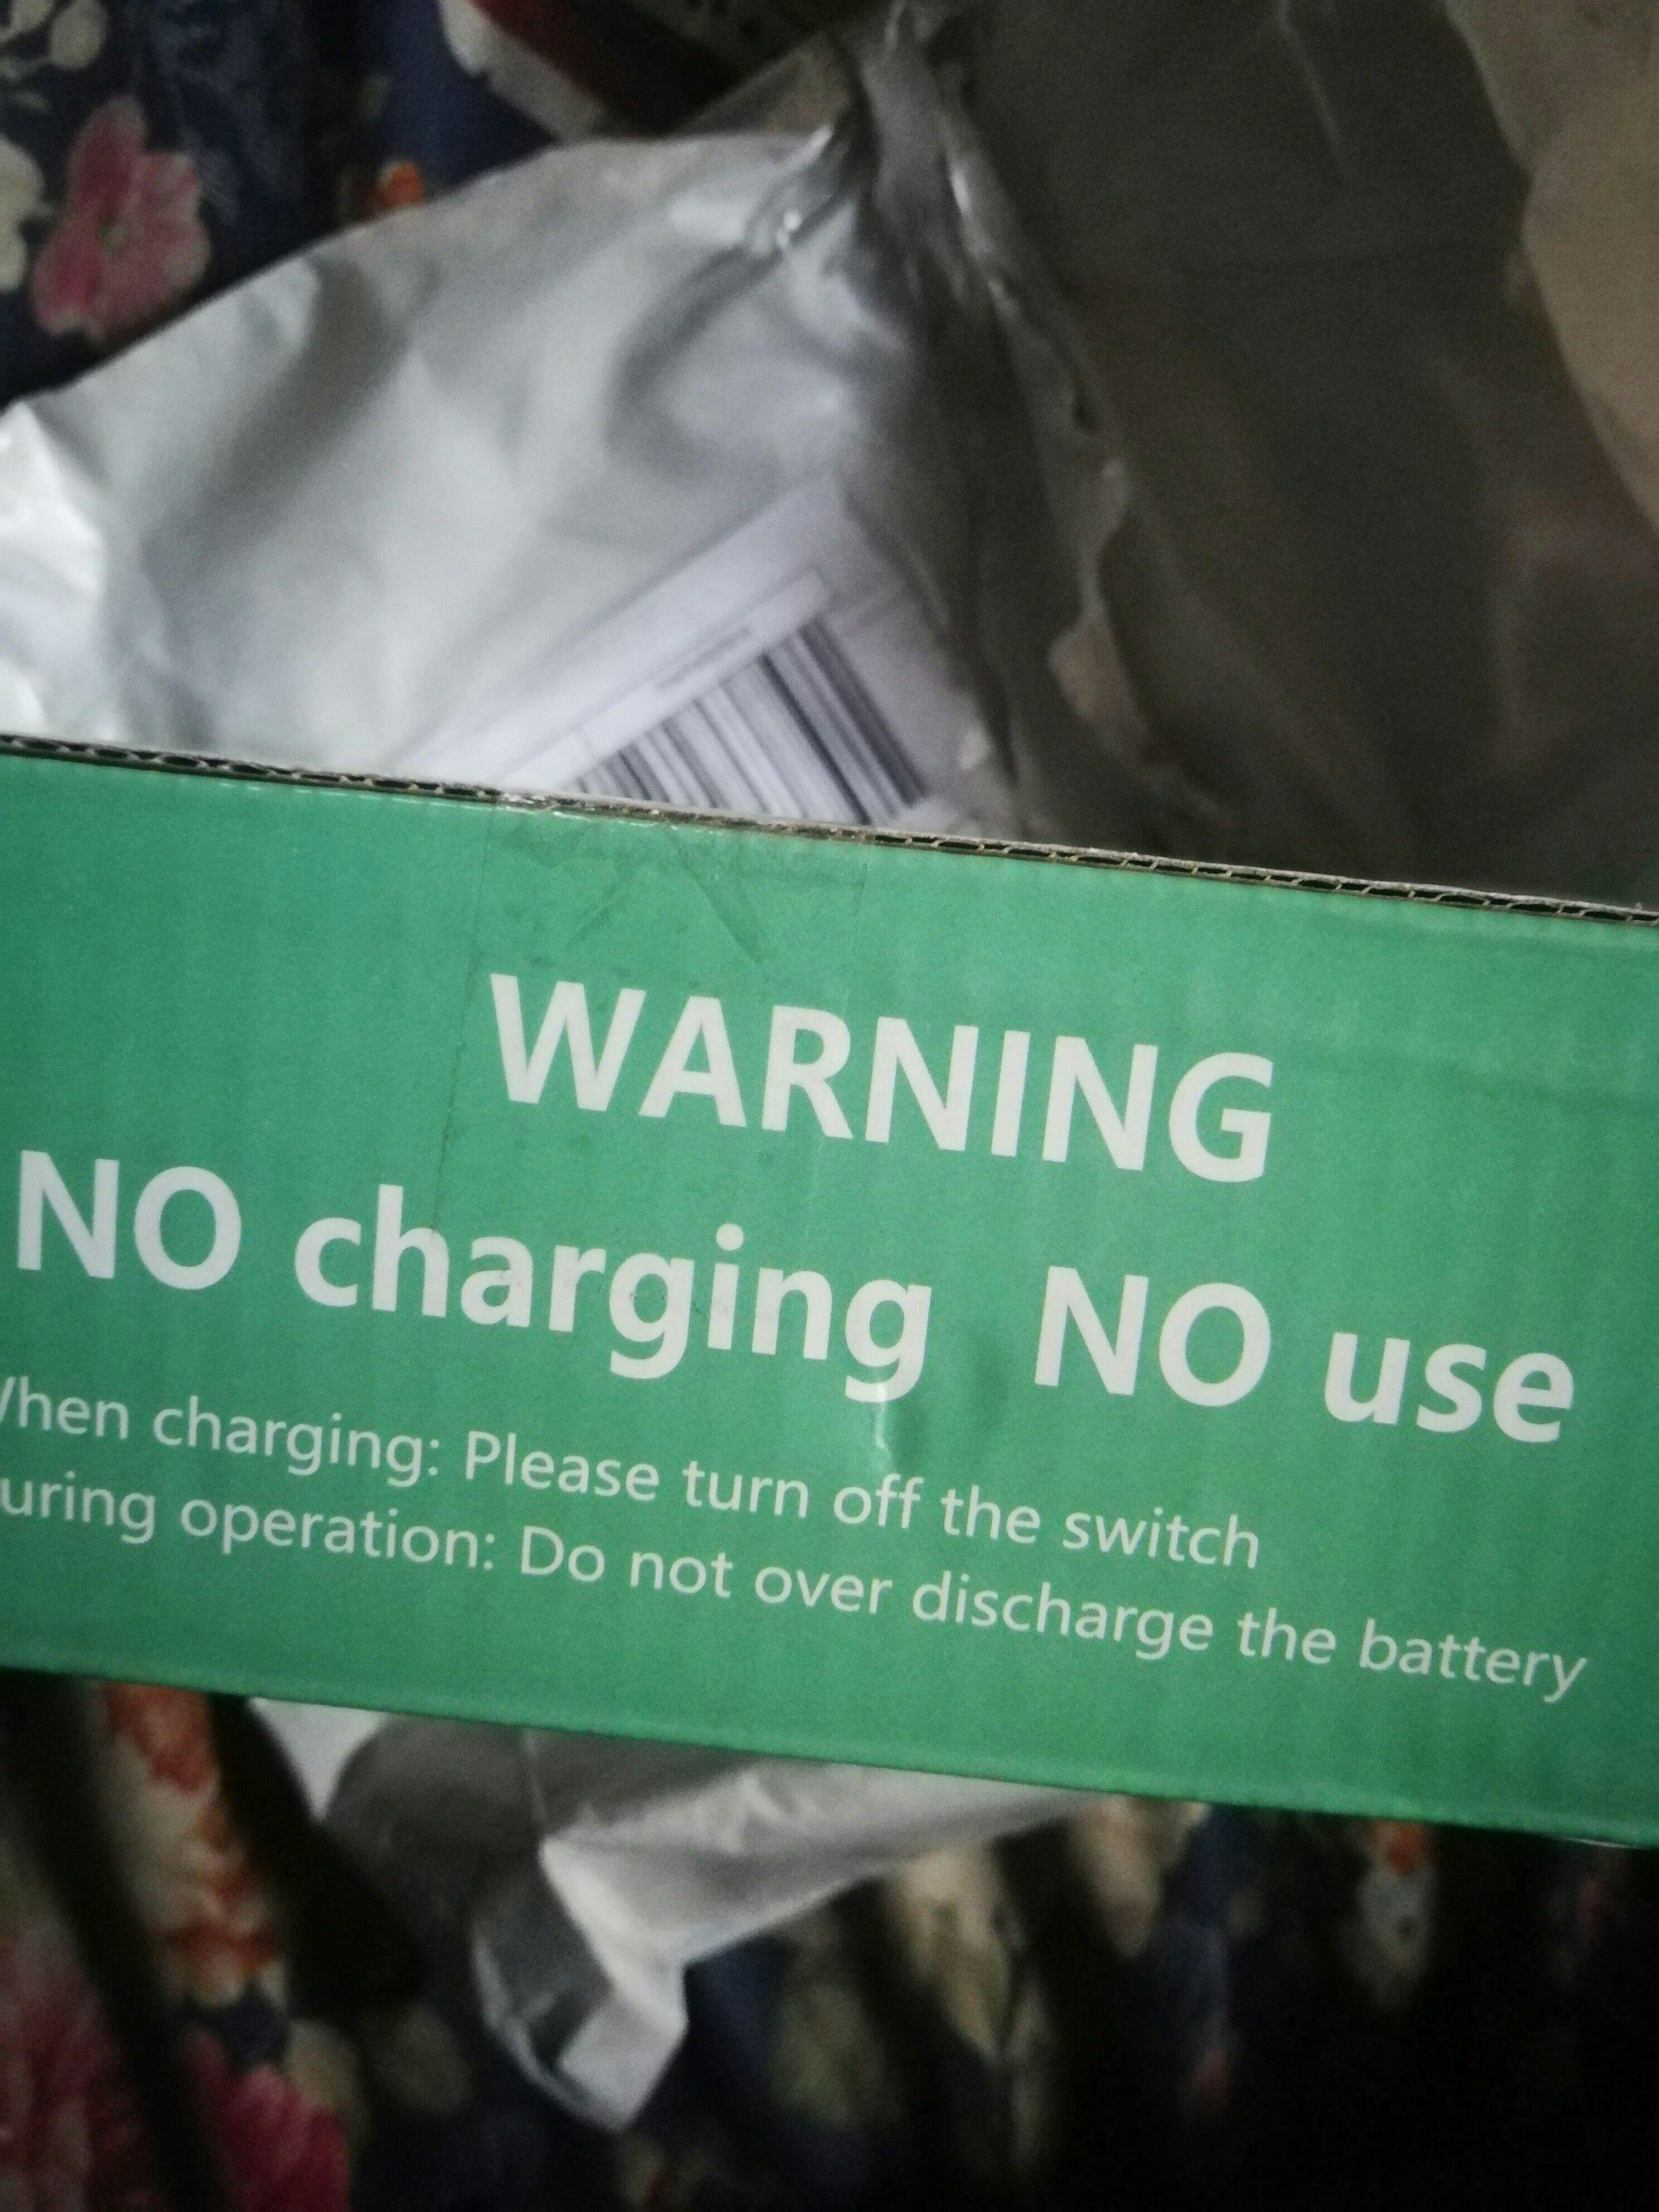 WARNING
NO charging NO use
When charging: Please turn off the switch
uring operation: Do not over discharge the battery